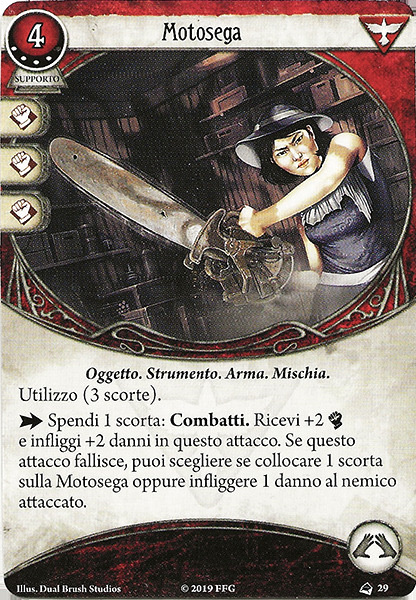 4
Motosega
SUPPORTO
Oggetto. Strumento. Arma. Mischia.
Utilizzo (3 scorte).
Spendi 1 scorta: Combatti. Ricevi +2
e infliggi +2 danni in questo attacco. Se questo
attacco fallisce, puoi scegliere se collocare 1 scorta
sulla Motosega oppure infliggere 1 danno al nemico
attaccato.
Illus. Dual Brush Studios © 2019 FFG 29